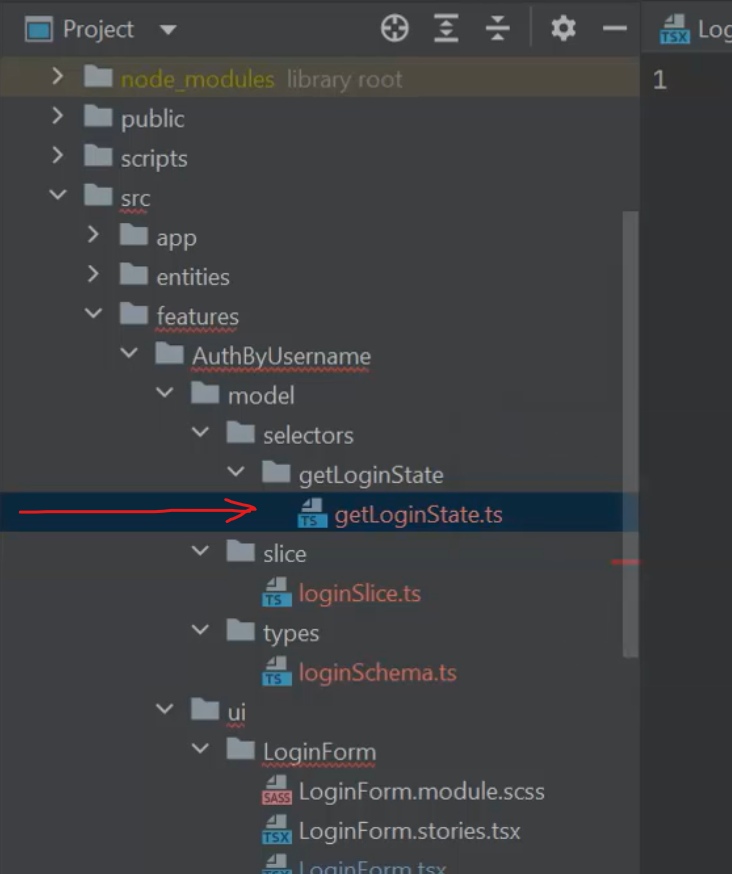 Project
TSX Log
node_modules library root
1
public
scripts
src
app
entities
features
AuthByUsername
model
selectors
getLoginState
TS getLoginState.ts
slice
TS loginSlice.ts
types
TS loginSchema.ts
ui
LoginForm
SASS LoginForm.module.scss
TSX LoginForm.stories.tsx
LoginForm.tsx